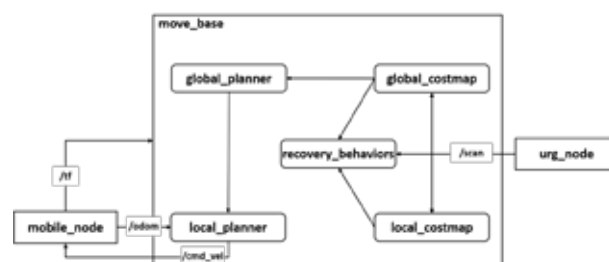 move_base
global_planner
global_costmap
recovery_behaviors
/scan
urg_node
/tf
mobile_node
/odom
local_planner
local_costmap
/cmd_vel